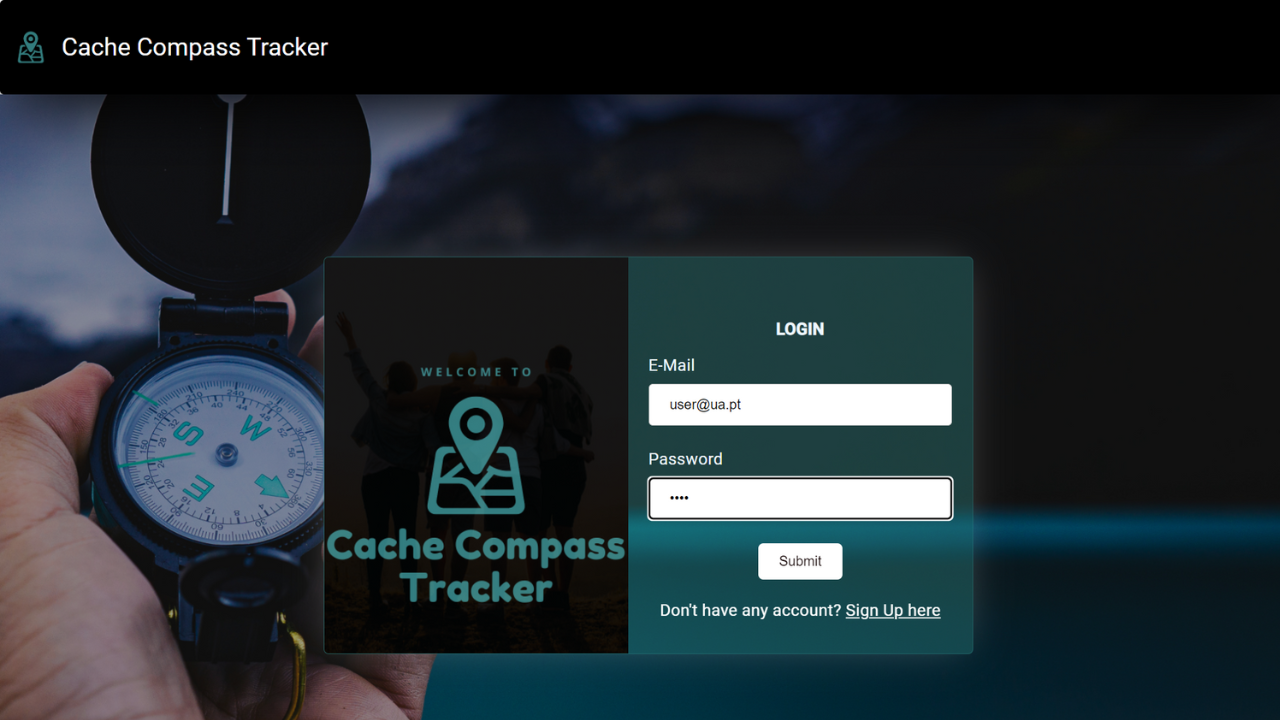 Cache Compass Tracker
WELCOME TO
Cache Compass
Tracker
LOGIN
E-Mail
user@ua.pt
Password
••••
Submit
Don't have any account? Sign Up here
S
W
E